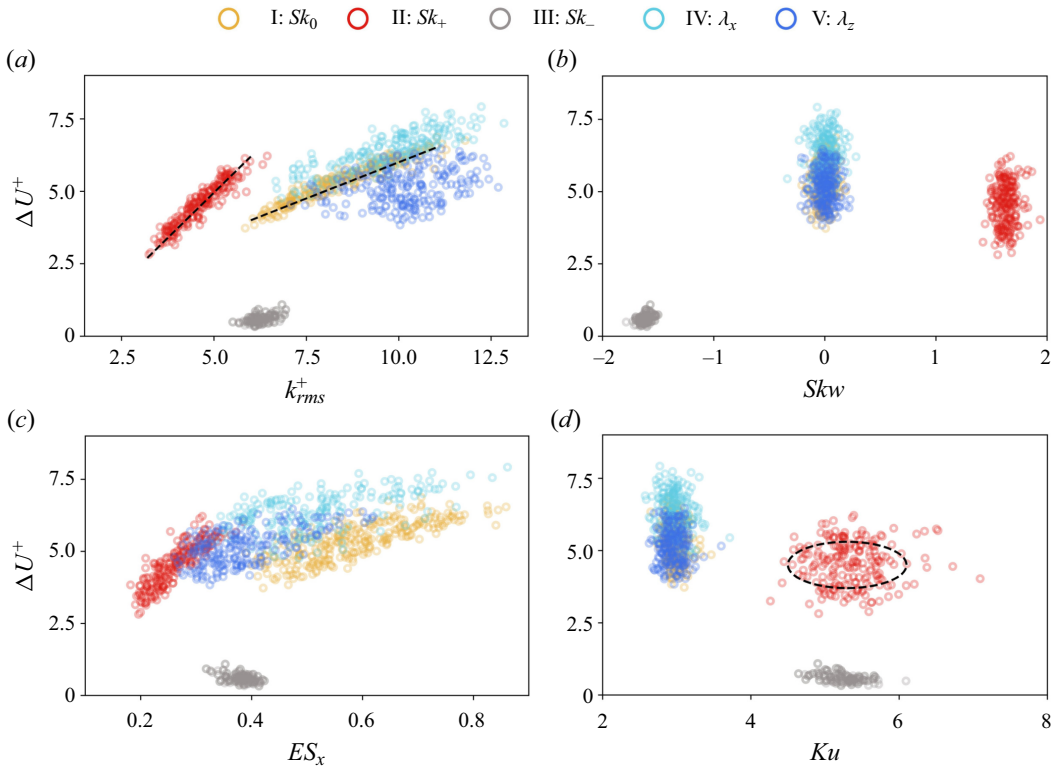 I: Sk₀ II: Sk₊ III: Sk₋ IV: λₓ V: λ_z
(a) (b)
7.5 7.5
5.0 5.0
2.5 2.5
0 0
ΔU⁺
2.5 5.0 7.5 10.0 12.5 –2 –1 0 1 2
k⁺_rms Skw
(c) (d)
7.5 7.5
5.0 5.0
2.5 2.5
0 0
ΔU⁺
0.2 0.4 0.6 0.8 2 4 6 8
ESₓ Ku